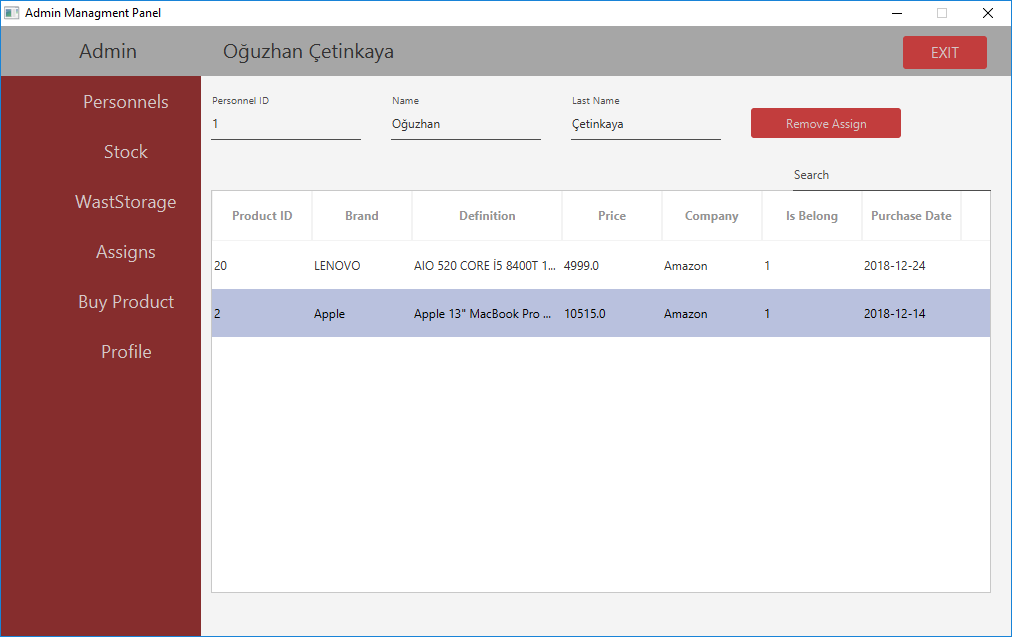 Admin Managment Panel
Admin Oğuzhan Çetinkaya EXIT
Personnels
Stock
WastStorage
Assigns
Buy Product
Profile
Personnel ID Name Last Name
1 Oğuzhan Çetinkaya Remove Assign
Search
Product ID Brand Definition Price Company Is Belong Purchase Date
20 LENOVO AIO 520 CORE İ5 8400T 1... 4999.0 Amazon 1 2018-12-24
2 Apple Apple 13" MacBook Pro ... 10515.0 Amazon 1 2018-12-14